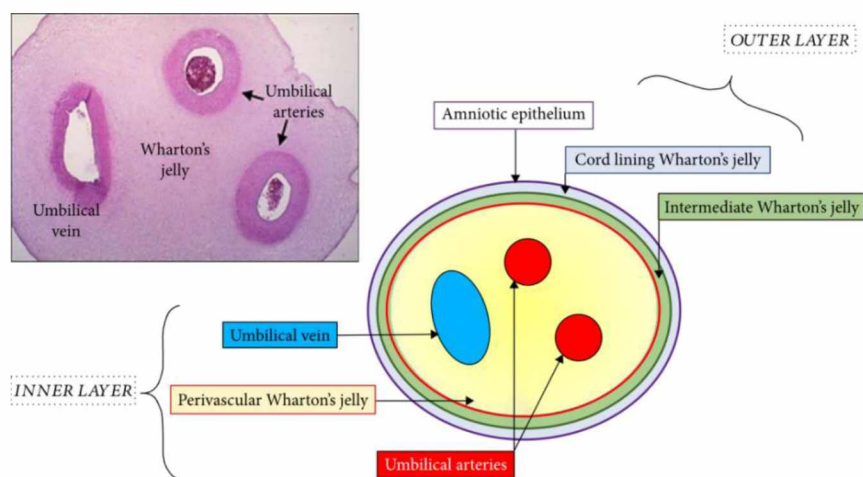 Umbilical
arteries
Wharton's
jelly
Umbilical
vein
OUTER LAYER
Amniotic epithelium
Cord lining Wharton's jelly
Intermediate Wharton's jelly
Umbilical vein
INNER LAYER
Perivascular Wharton's jelly
Umbilical arteries